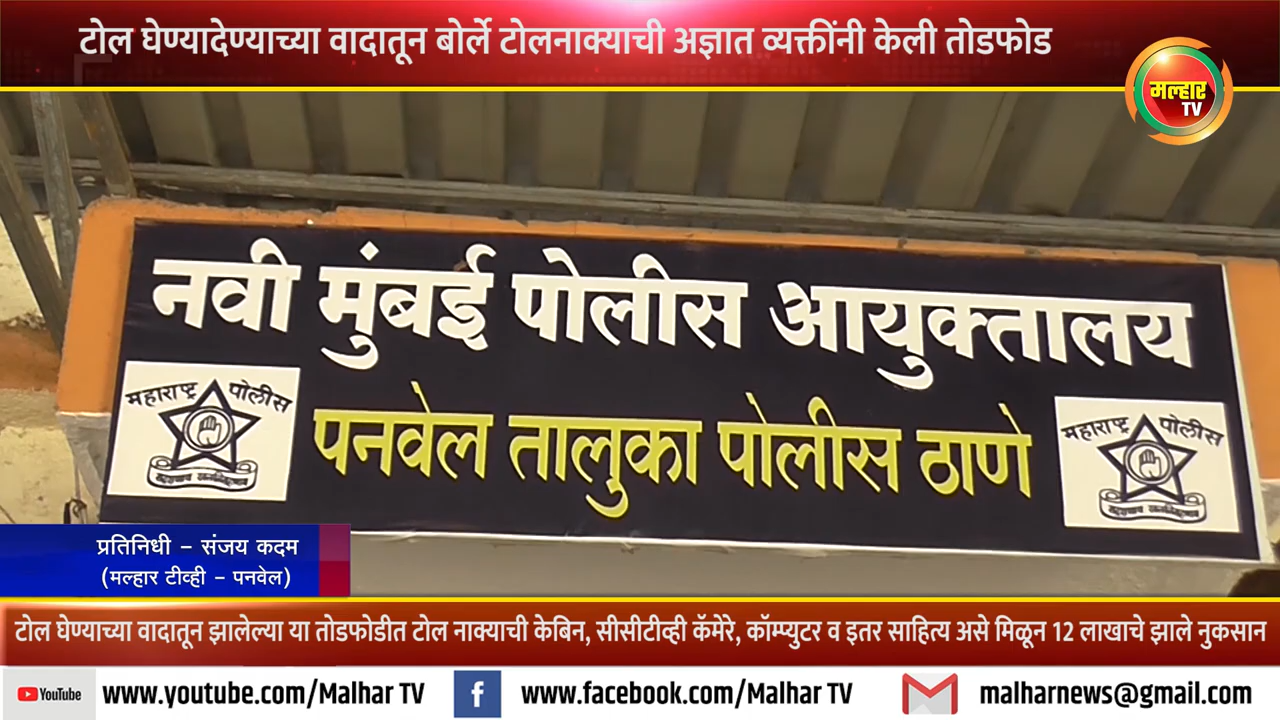 टोल घेण्यादेण्याच्या वादातून बोर्ले टोलनाक्याची अज्ञात व्यक्तींनी केली तोडफोड
मल्हार
TV
नवी मुंबई पोलीस आयुक्तालय
महाराष्ट्र पोलीस
पनवेल तालुका पोलीस ठाणे
महाराष्ट्र पोलीस
प्रतिनिधी – संजय कदम
(मल्हार टीव्ही – पनवेल)
टोल घेण्याच्या वादातून झालेल्या या तोडफोडीत टोल नाक्याची केबिन, सीसीटीव्ही कॅमेरे, कॉम्प्युटर व इतर साहित्य असे मिळून 12 लाखाचे झाले नुकसान
YouTube www.youtube.com/Malhar TV f www.facebook.com/Malhar TV malharnews@gmail.com